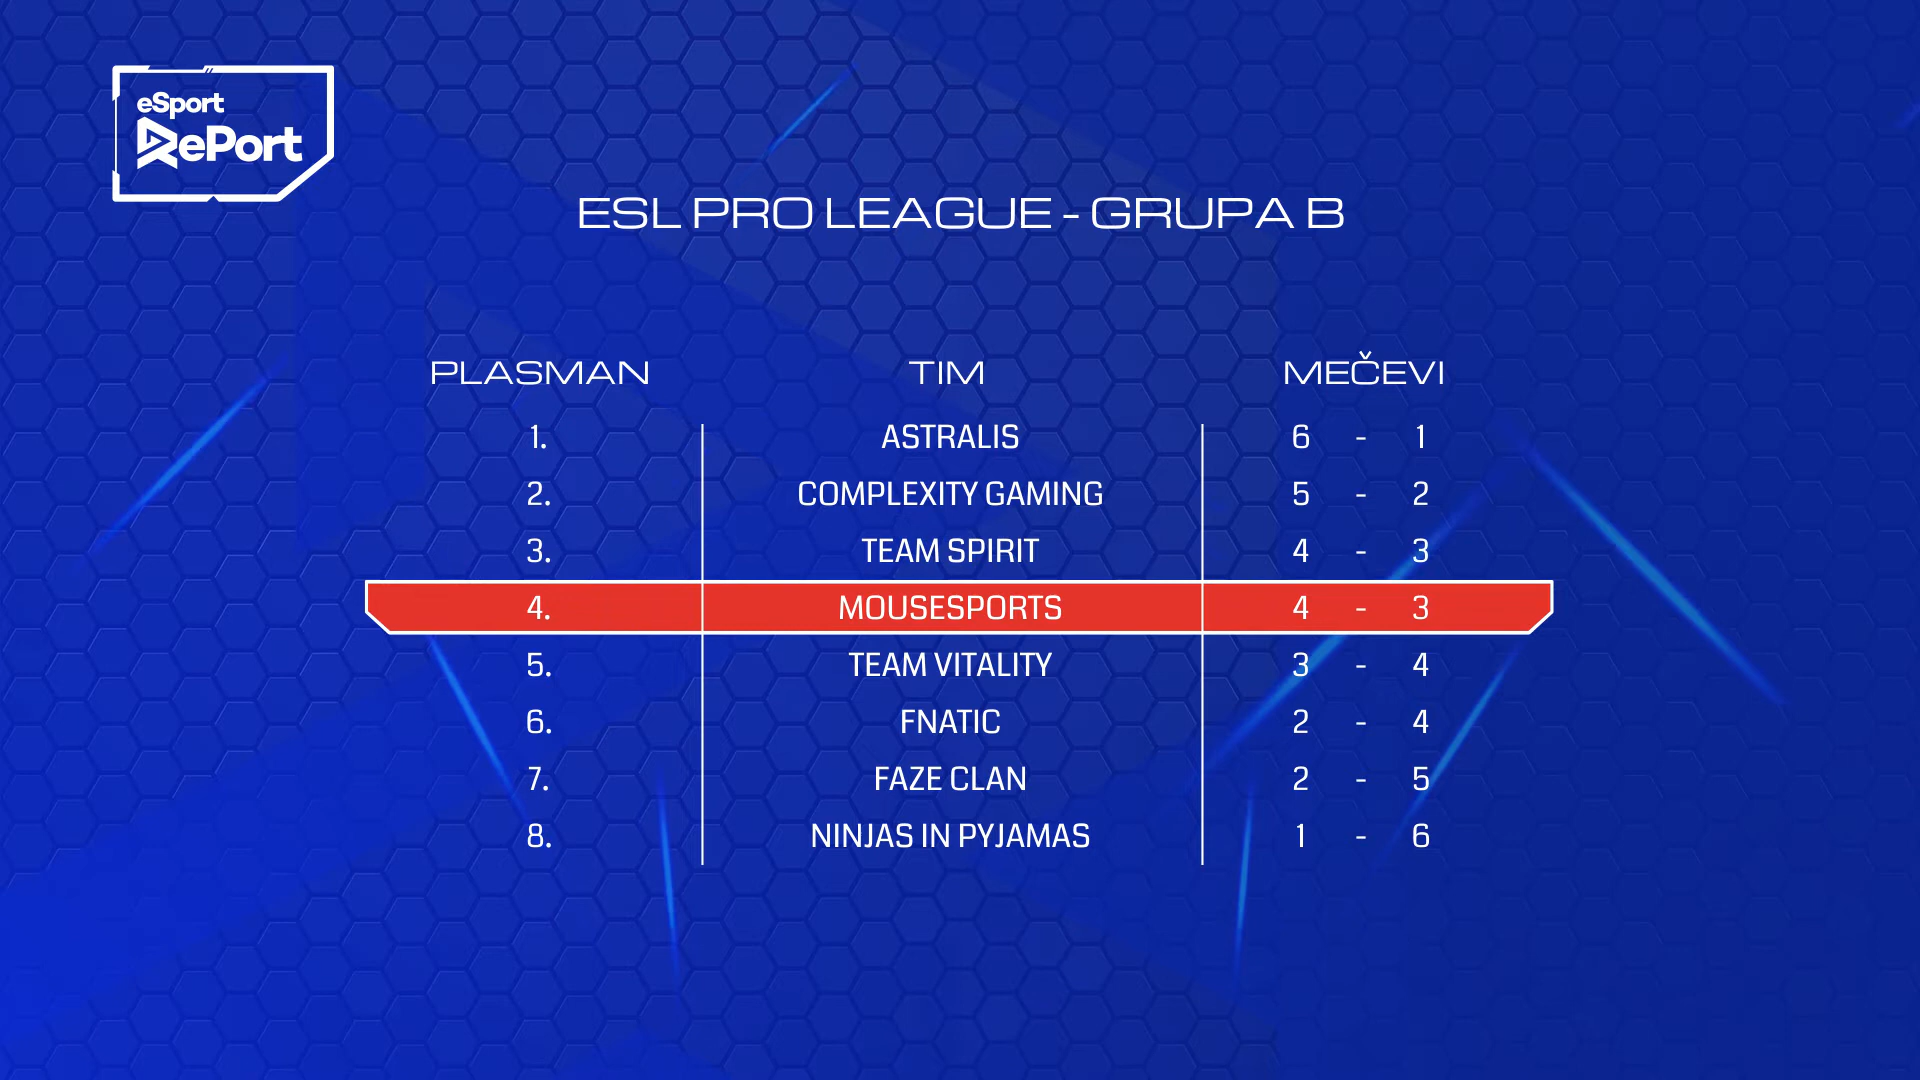 eSport
RePort
ESL PRO LEAGUE - GRUPA B
PLASMAN TIM MEČEVI
1. ASTRALIS 6 - 1
2. COMPLEXITY GAMING 5 - 2
3. TEAM SPIRIT 4 - 3
4. MOUSESPORTS 4 - 3
5. TEAM VITALITY 3 - 4
6. FNATIC 2 - 4
7. FAZE CLAN 2 - 5
8. NINJAS IN PYJAMAS 1 - 6